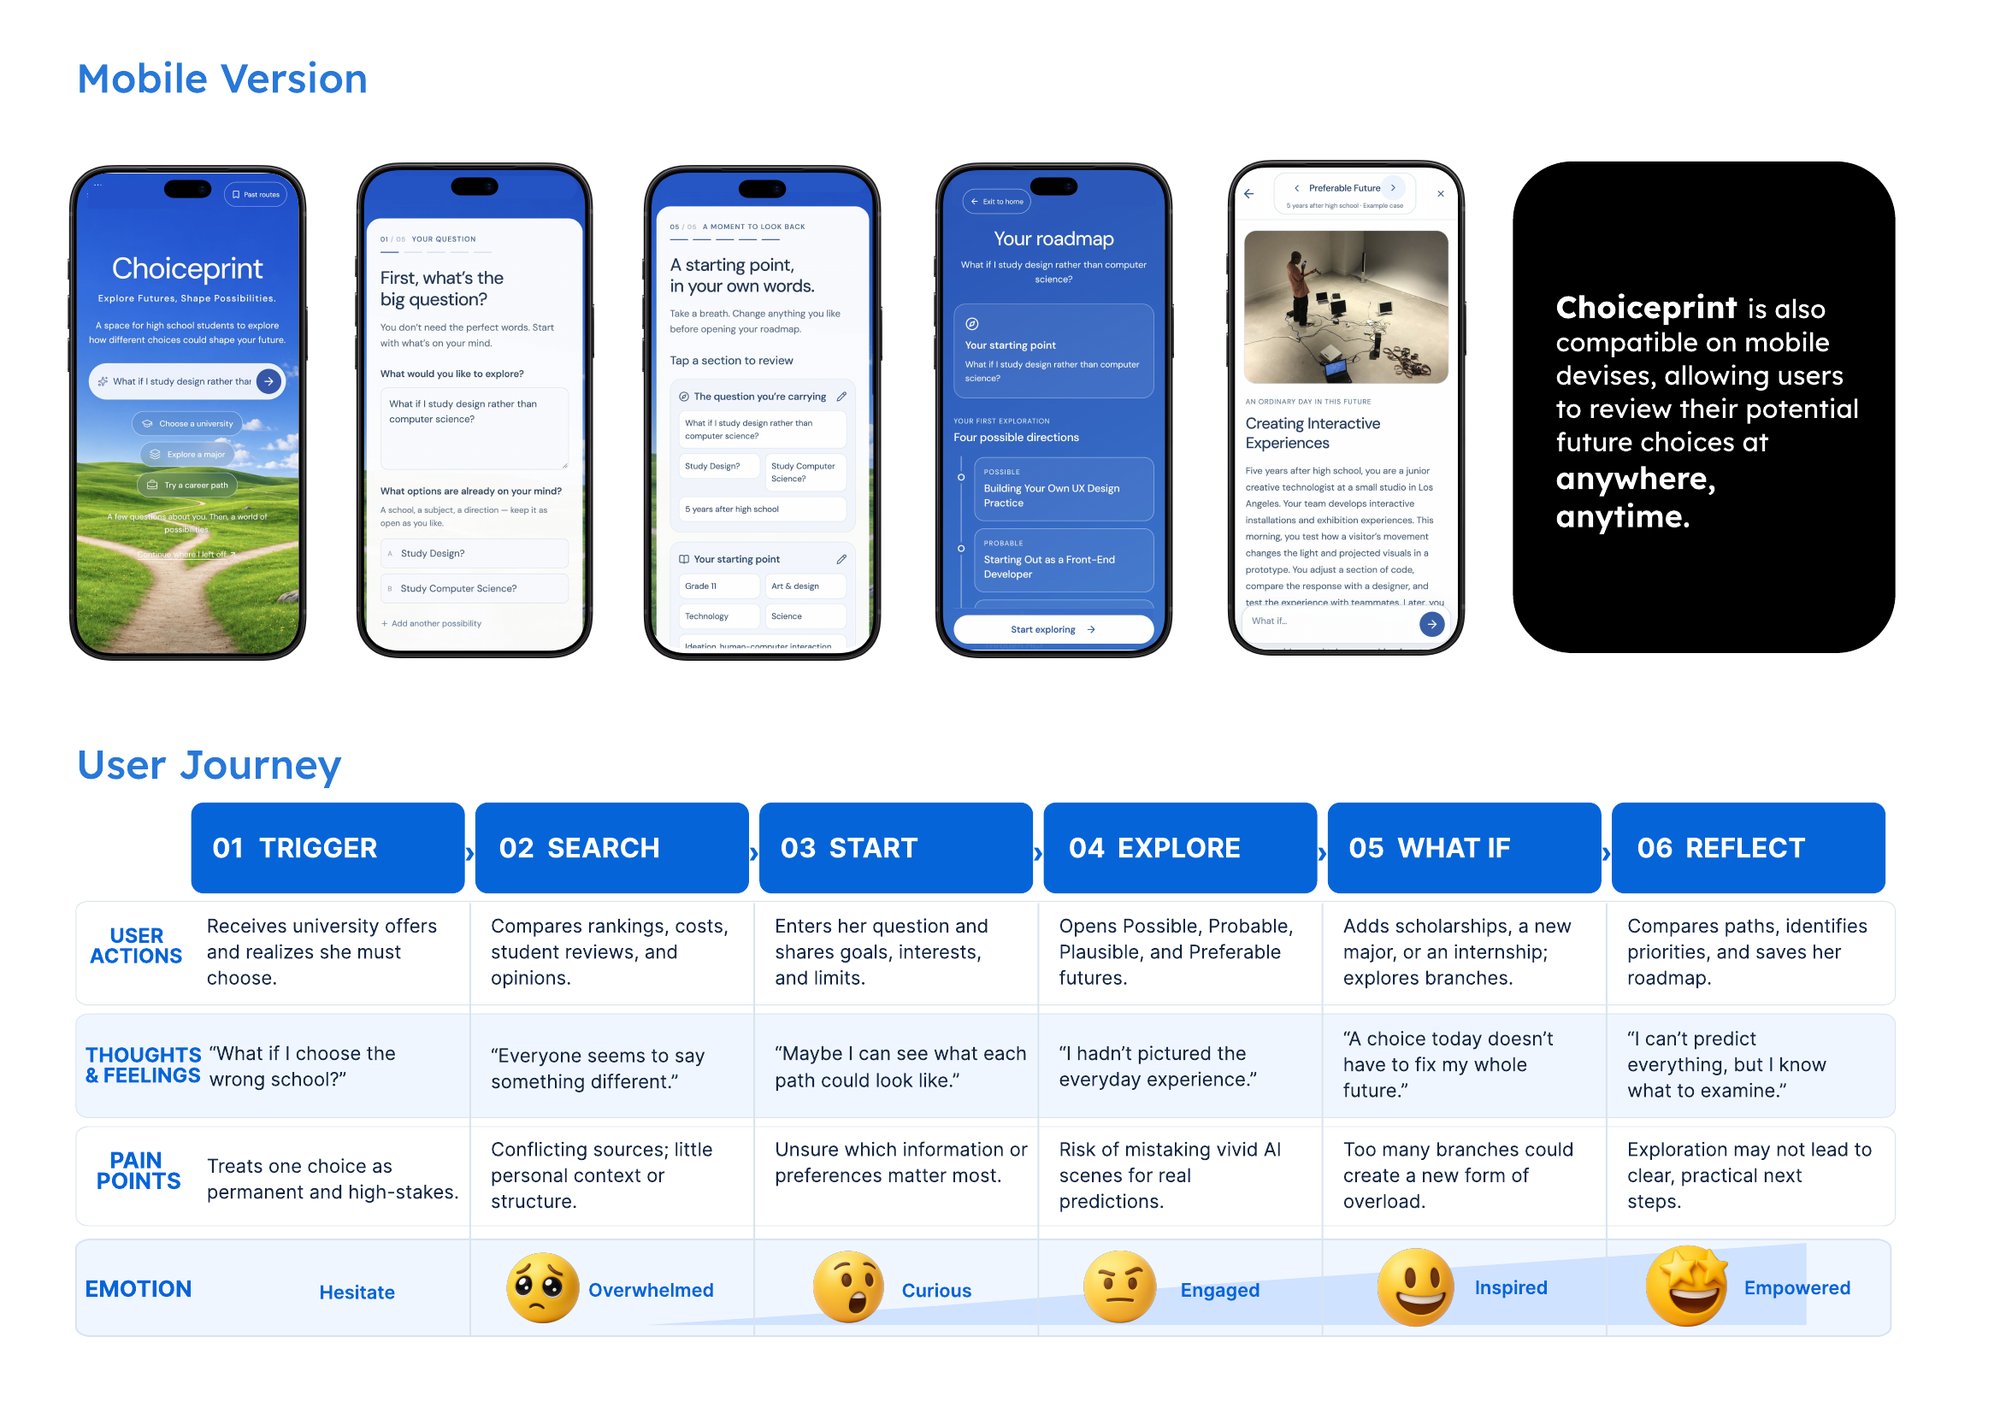 Mobile Version
Past routes
Choiceprint
Explore Futures, Shape Possibilities.
A space for high school students to explore
how different choices could shape your future.
What if I study design rather than
Choose a university
Explore a major
Try a career path
A few questions about you. Then, a world of
possibilities.
Continue where I left off ↗
01 / 05 YOUR QUESTION
First, what's the
big question?
You don't need the perfect words. Start
with what's on your mind.
What would you like to explore?
What if I study design rather than
computer science?
What options are already on your mind?
A school, a subject, a direction — keep it as
open as you like.
A Study Design?
B Study Computer Science?
+ Add another possibility
05 / 05 A MOMENT TO LOOK BACK
A starting point,
in your own words.
Take a breath. Change anything you like
before opening your roadmap.
Tap a section to review
The question you're carrying
What if I study design rather than
computer science?
Study Design?
Study Computer
Science?
5 years after high school
Your starting point
Grade 11
Art & design
Technology
Science
Ideation, human-computer interaction
← Exit to home
Your roadmap
What if I study design rather than computer
science?
Your starting point
What if I study design rather than computer
science?
YOUR FIRST EXPLORATION
Four possible directions
POSSIBLE
Building Your Own UX Design
Practice
PROBABLE
Starting Out as a Front-End
Developer
Start exploring →
← < Preferable Future > ×
5 years after high school · Example case
AN ORDINARY DAY IN THIS FUTURE
Creating Interactive
Experiences
Five years after high school, you are a junior
creative technologist at a small studio in Los
Angeles. Your team develops interactive
installations and exhibition experiences. This
morning, you test how a visitor's movement
changes the light and projected visuals in a
prototype. You adjust a section of code,
compare the response with a designer, and
test the experience with teammates. Later, you
What if...
Choiceprint is also
compatible on mobile
devises, allowing users
to review their potential
future choices at
anywhere,
anytime.
User Journey
01 TRIGGER › 02 SEARCH › 03 START › 04 EXPLORE › 05 WHAT IF › 06 REFLECT
USER
ACTIONS
Receives university offers
and realizes she must
choose.
Compares rankings, costs,
student reviews, and
opinions.
Enters her question and
shares goals, interests,
and limits.
Opens Possible, Probable,
Plausible, and Preferable
futures.
Adds scholarships, a new
major, or an internship;
explores branches.
Compares paths, identifies
priorities, and saves her
roadmap.
THOUGHTS
& FEELINGS
“What if I choose the
wrong school?”
“Everyone seems to say
something different.”
“Maybe I can see what each
path could look like.”
“I hadn’t pictured the
everyday experience.”
“A choice today doesn’t
have to fix my whole
future.”
“I can’t predict
everything, but I know
what to examine.”
PAIN
POINTS
Treats one choice as
permanent and high-stakes.
Conflicting sources; little
personal context or
structure.
Unsure which information or
preferences matter most.
Risk of mistaking vivid AI
scenes for real
predictions.
Too many branches could
create a new form of
overload.
Exploration may not lead to
clear, practical next
steps.
EMOTION
Hesitate
Overwhelmed
Curious
Engaged
Inspired
Empowered